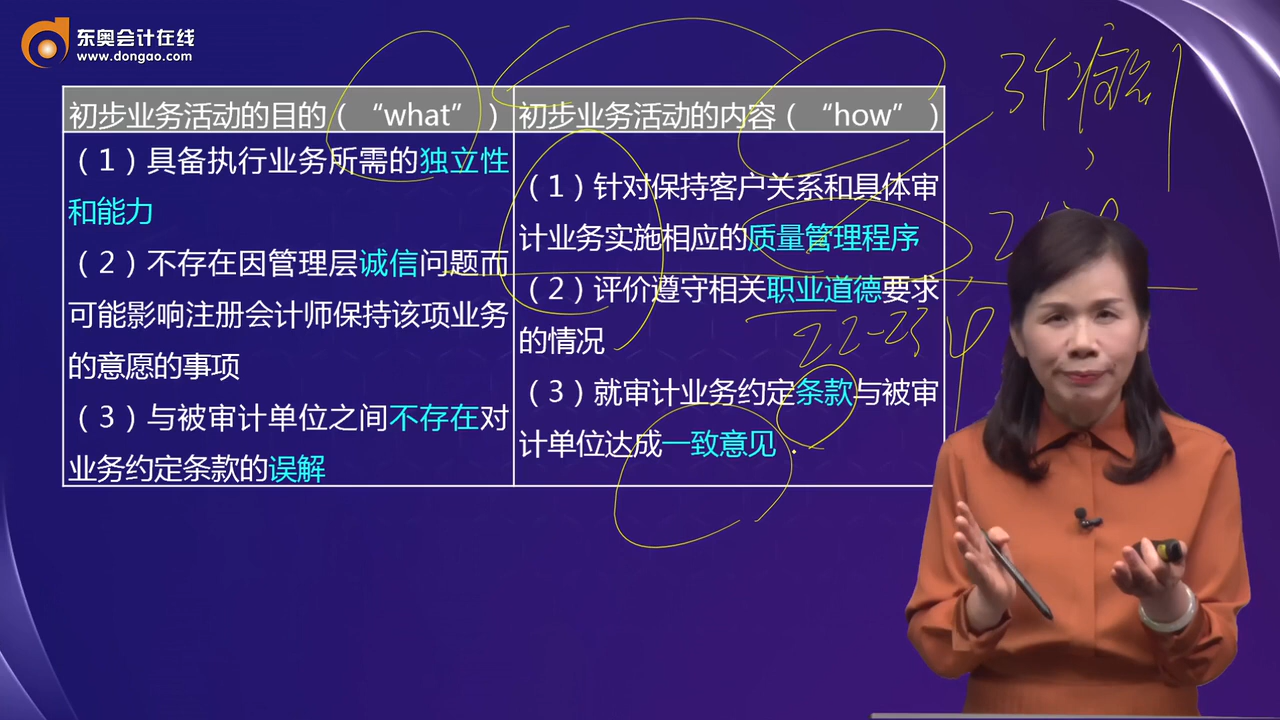 东奥会计在线
www.dongao.com
初步业务活动的目的（“what”）
（1）具备执行业务所需的独立性
和能力
（2）不存在因管理层诚信问题而
可能影响注册会计师保持该项业务
的意愿的事项
（3）与被审计单位之间不存在对
业务约定条款的误解
初步业务活动的内容（“how”）
（1）针对保持客户关系和具体审
计业务实施相应的质量管理程序
（2）评价遵守相关职业道德要求
的情况
（3）就审计业务约定条款与被审
计单位达成一致意见．
22-23